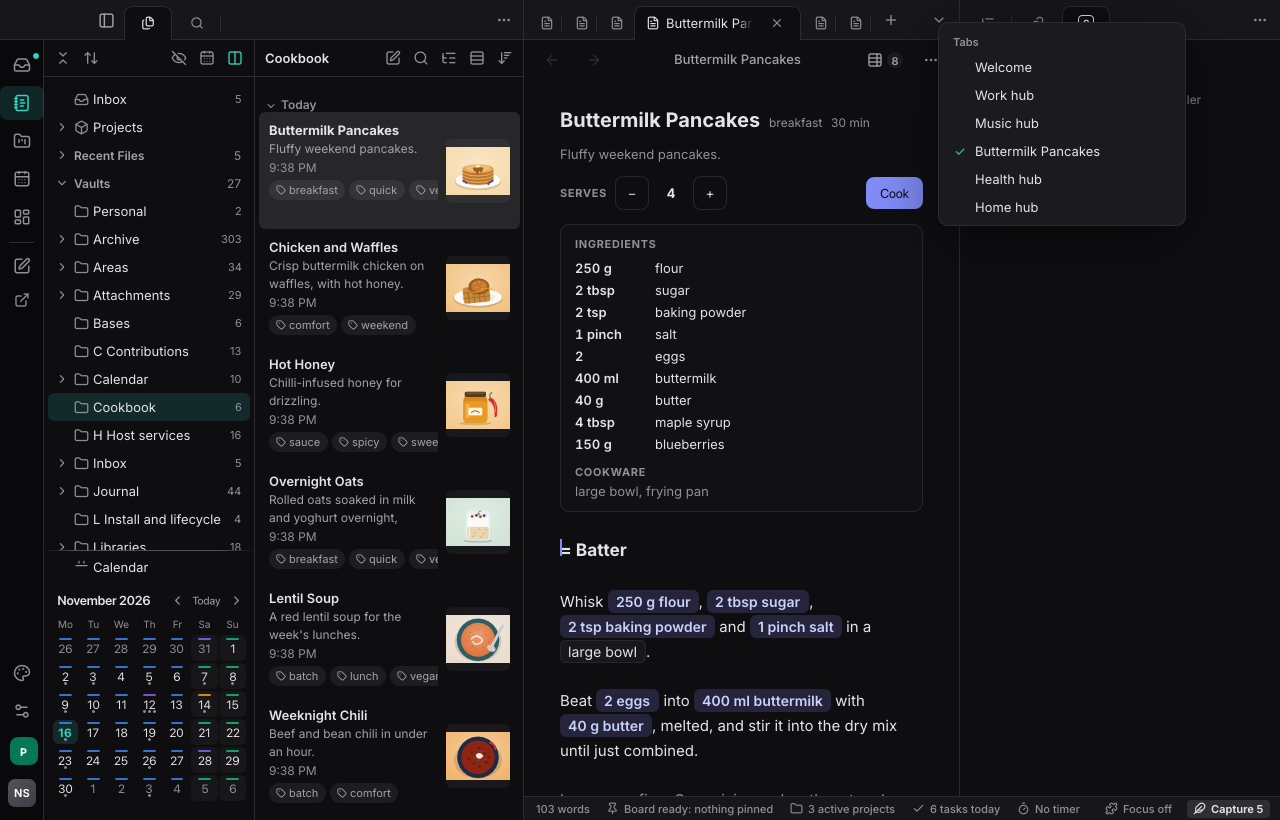 Buttermilk Pan
Tabs
Welcome
Work hub
Music hub
Buttermilk Pancakes
Health hub
Home hub
Inbox 5
Projects
Recent Files 5
Vaults 27
Personal 2
Archive 303
Areas 34
Attachments 29
Bases 6
C Contributions 13
Calendar 10
Cookbook 6
H Host services 16
Inbox 5
Journal 44
L Install and lifecycle 4
Libraries 18
Calendar
November 2026 Today
Mo Tu We Th Fr Sa Su
26 27 28 29 30 31 1
2 3 4 5 6 7 8
9 10 11 12 13 14 15
16 17 18 19 20 21 22
23 24 25 26 27 28 29
30 1 2 3 4 5 6
P
NS
Cookbook
Today
Buttermilk Pancakes
Fluffy weekend pancakes.
9:38 PM
breakfast quick ve
Chicken and Waffles
Crisp buttermilk chicken on
waffles, with hot honey.
9:38 PM
comfort weekend
Hot Honey
Chilli-infused honey for
drizzling.
9:38 PM
sauce spicy swee
Overnight Oats
Rolled oats soaked in milk
and yoghurt overnight,
9:38 PM
breakfast quick ve
Lentil Soup
A red lentil soup for the
week's lunches.
9:38 PM
batch lunch vegan
Weeknight Chili
Beef and bean chili in under
an hour.
9:38 PM
batch comfort
Buttermilk Pancakes 8
Buttermilk Pancakes breakfast 30 min
Fluffy weekend pancakes.
SERVES − 4 + Cook
INGREDIENTS
250 g flour
2 tbsp sugar
2 tsp baking powder
1 pinch salt
2 eggs
400 ml buttermilk
40 g butter
4 tbsp maple syrup
150 g blueberries
COOKWARE
large bowl, frying pan
= Batter
Whisk 250 g flour , 2 tbsp sugar ,
2 tsp baking powder and 1 pinch salt in a
large bowl .
Beat 2 eggs into 400 ml buttermilk with
40 g butter , melted, and stir it into the dry mix
until just combined.
ler
103 words Board ready: nothing pinned 3 active projects 6 tasks today No timer Focus off Capture 5